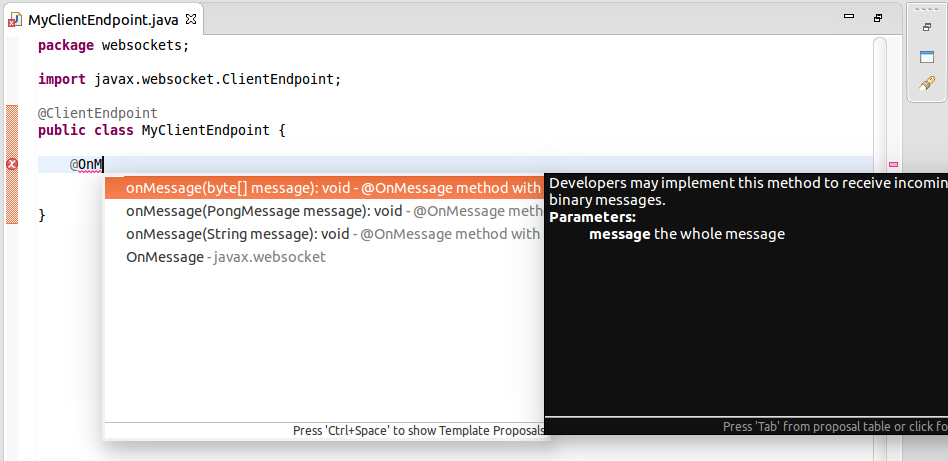 MyClientEndpoint.java
package websockets;
import javax.websocket.ClientEndpoint;
@ClientEndpoint
public class MyClientEndpoint {
@OnM
onMessage(byte[] message): void - @OnMessage method with
onMessage(PongMessage message): void - @OnMessage meth
onMessage(String message): void - @OnMessage method with
OnMessage - javax.websocket
Press 'Ctrl+Space' to show Template Proposals
Developers may implement this method to receive incomin
binary messages.
Parameters:
message the whole message
Press 'Tab' from proposal table or click fo
}